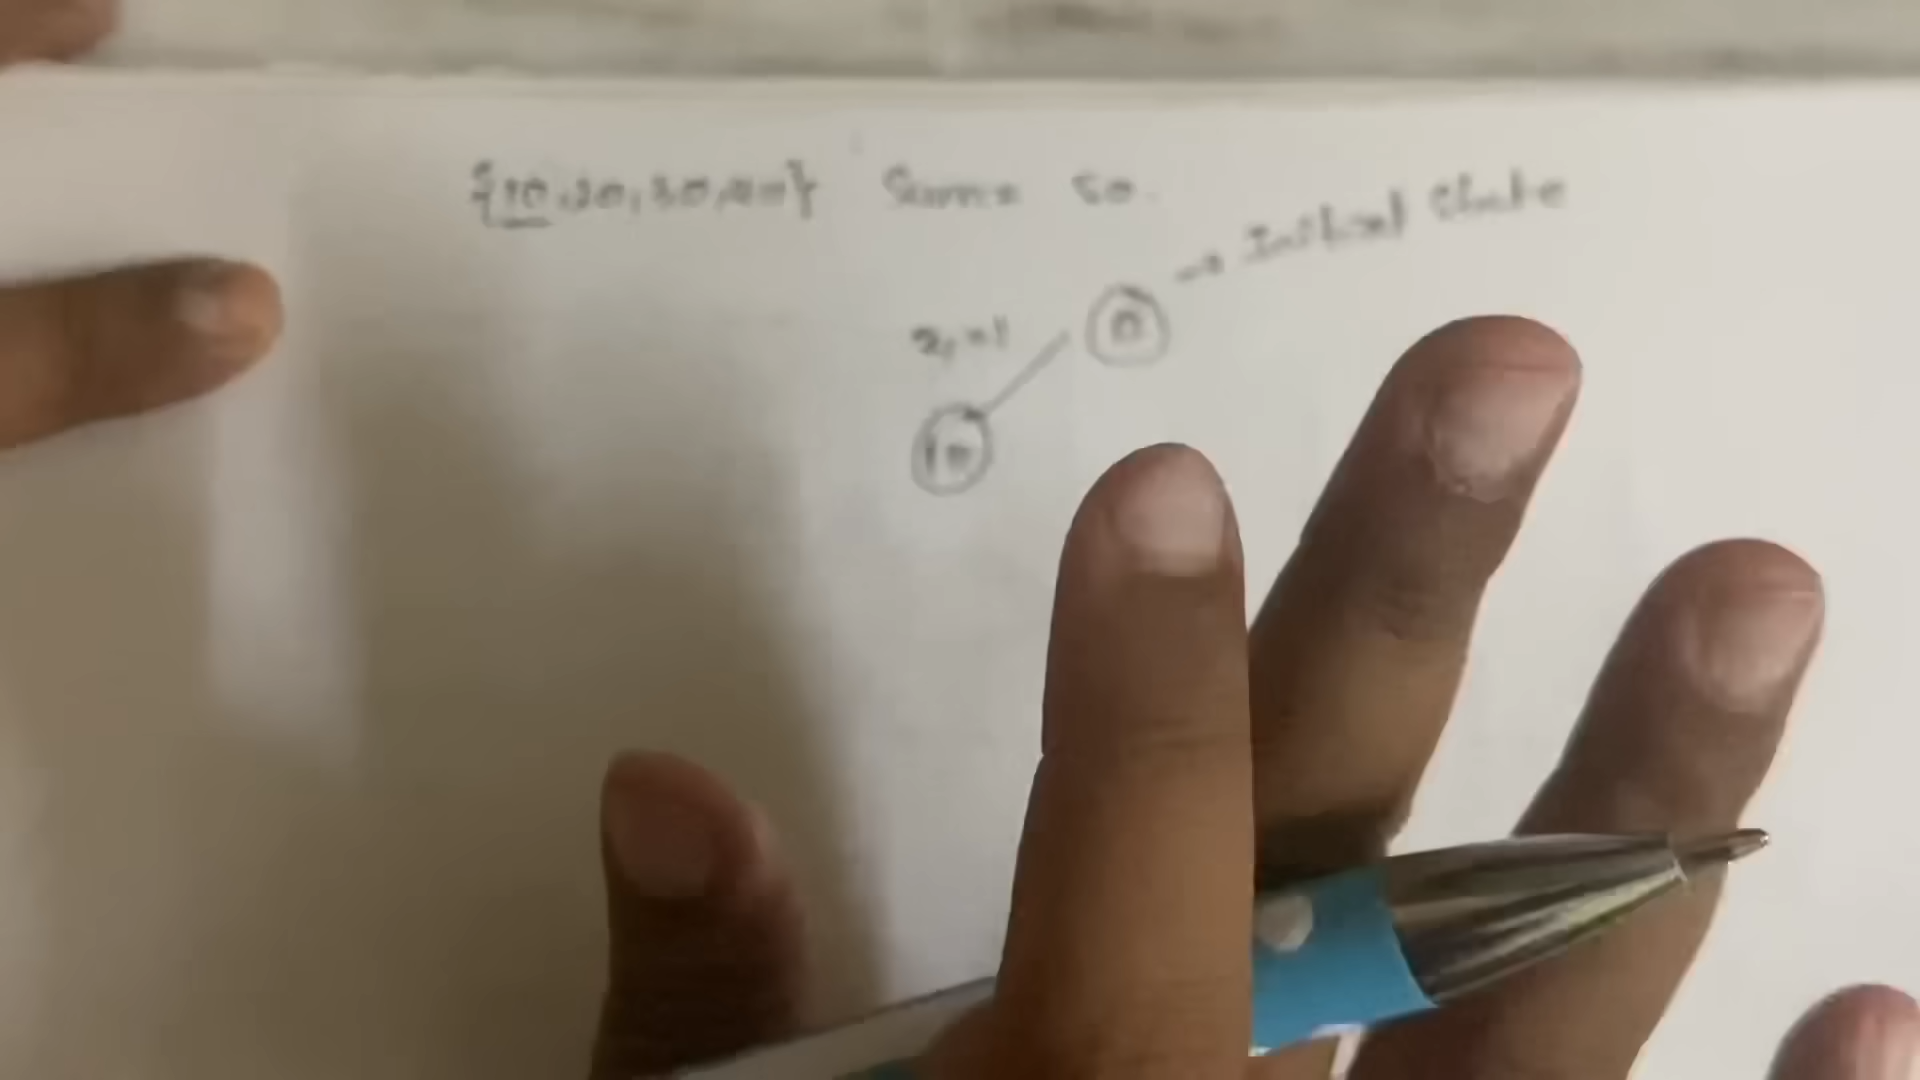 {10,20,30,40} Sum= 50.
→ Initial State
0
x₁=1
10